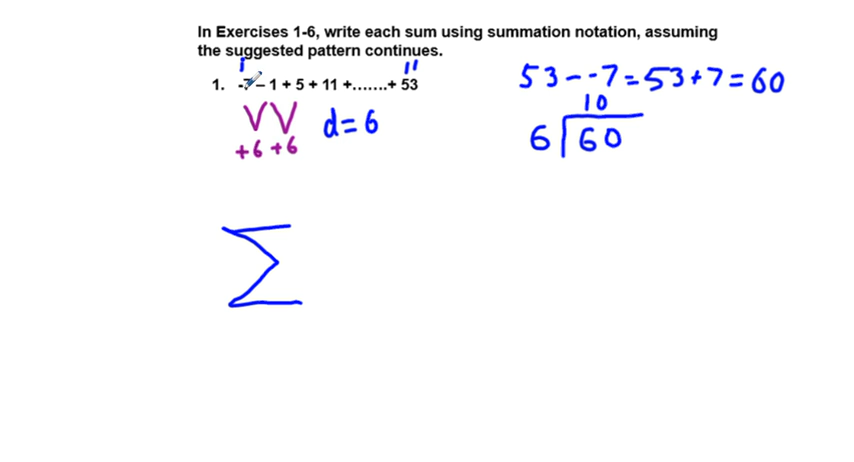 In Exercises 1-6, write each sum using summation notation, assuming
the suggested pattern continues.
1 11
1. -7 – 1 + 5 + 11 +.......+ 53
+6 +6
d = 6
53 - -7 = 53 + 7 = 60
10
6 60
Σ